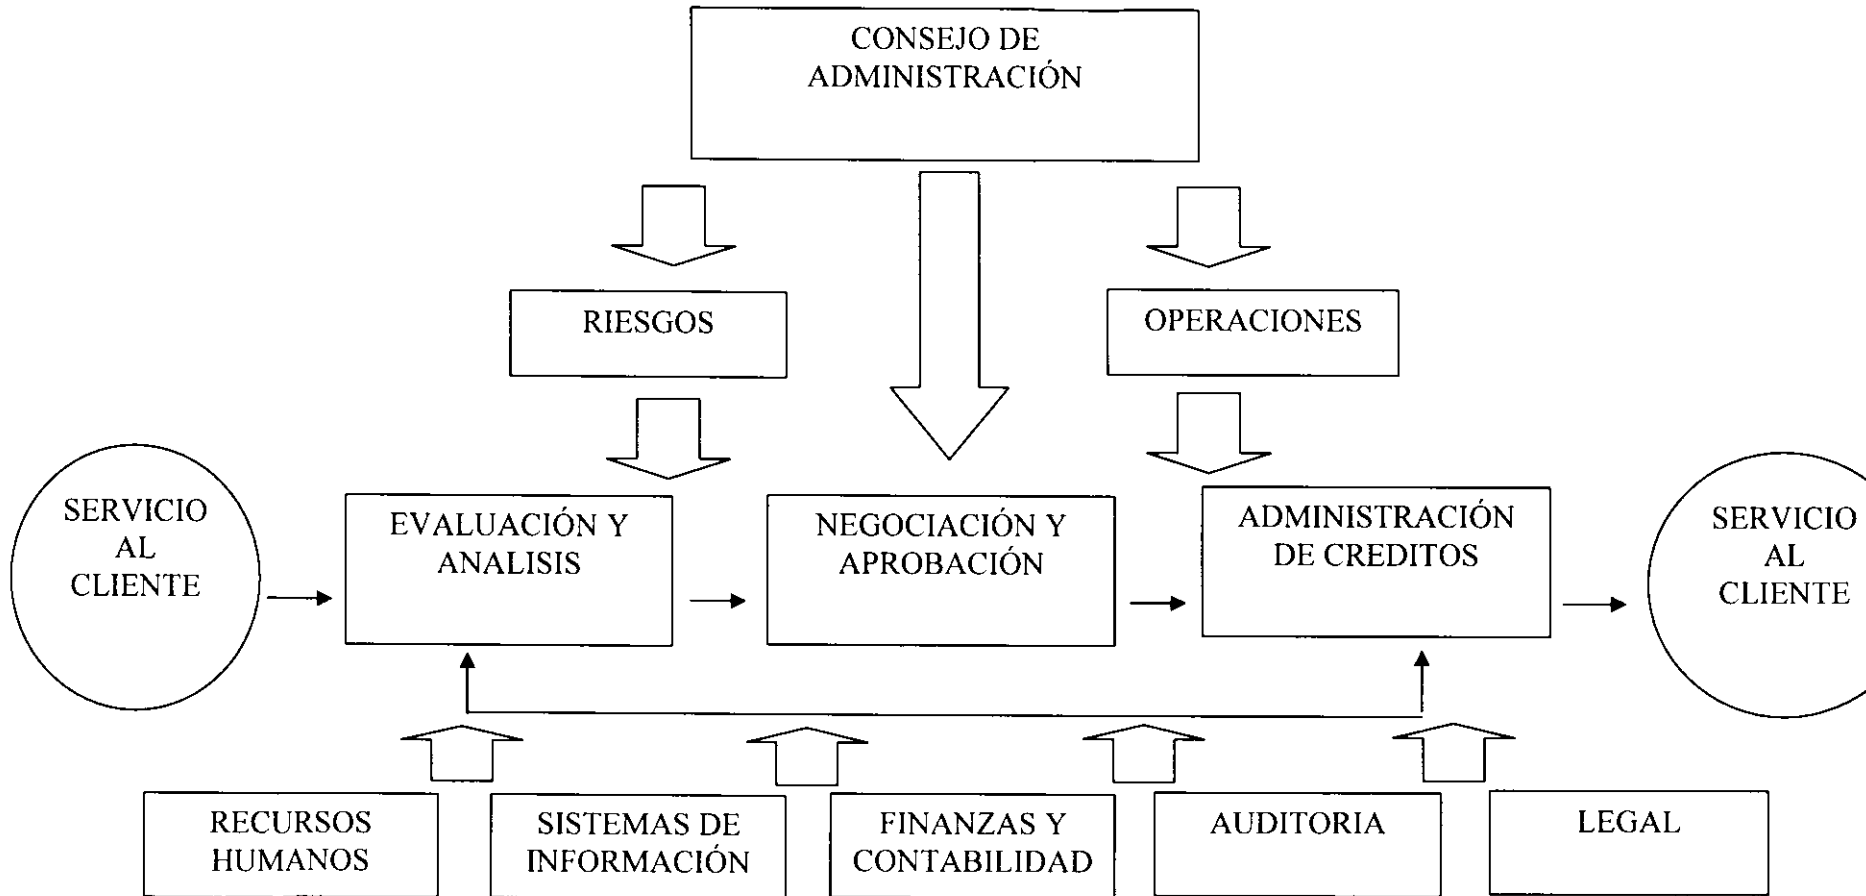 CONSEJO DE
ADMINISTRACIÓN
RIESGOS
OPERACIONES
SERVICIO
AL
CLIENTE
EVALUACIÓN Y
ANALISIS
NEGOCIACIÓN Y
APROBACIÓN
ADMINISTRACIÓN
DE CREDITOS
SERVICIO
AL
CLIENTE
RECURSOS
HUMANOS
SISTEMAS DE
INFORMACIÓN
FINANZAS Y
CONTABILIDAD
AUDITORIA
LEGAL